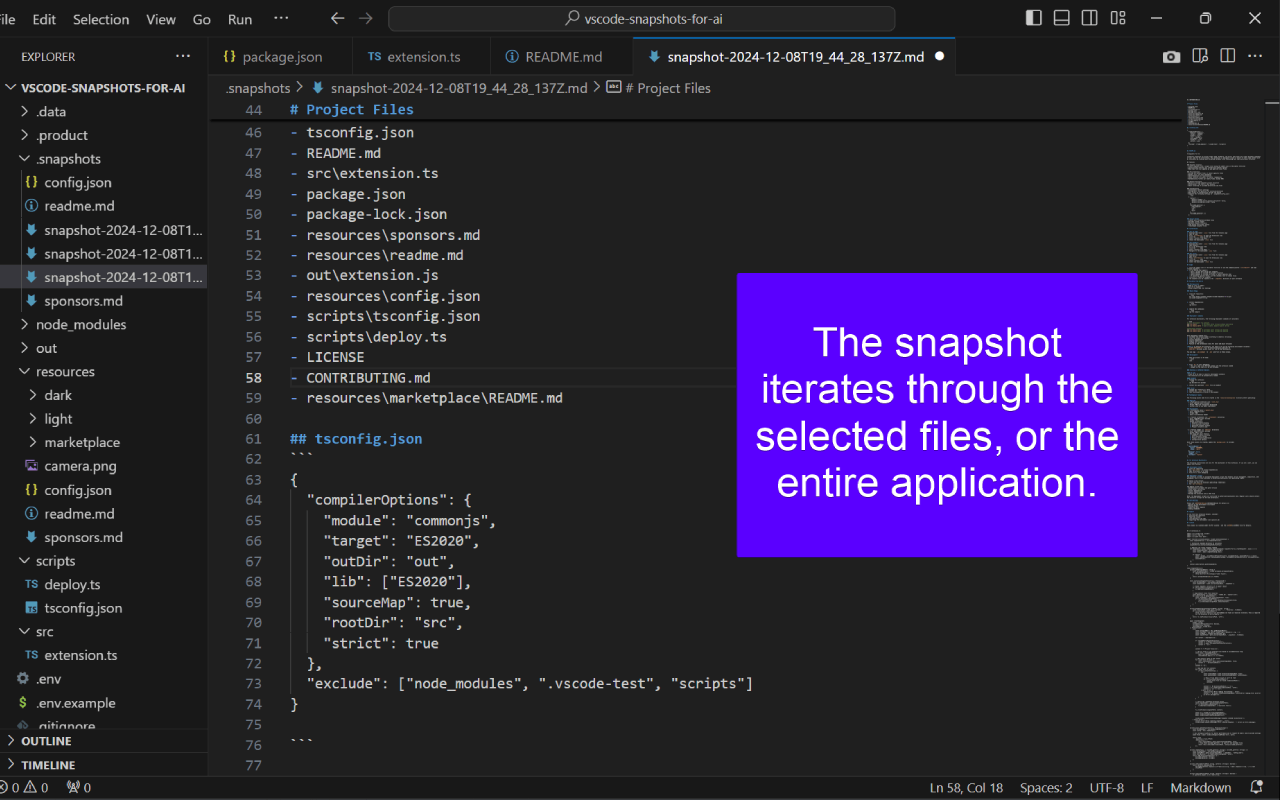 ile Edit Selection View Go Run ··· vscode-snapshots-for-ai
EXPLORER ···
package.json
TS extension.ts
README.md
snapshot-2024-12-08T19_44_28_137Z.md
.snapshots > snapshot-2024-12-08T19_44_28_137Z.md > # Project Files
VSCODE-SNAPSHOTS-FOR-AI
.data
.product
.snapshots
{} config.json
readme.md
snapshot-2024-12-08T1...
snapshot-2024-12-08T1...
snapshot-2024-12-08T1...
sponsors.md
node_modules
out
resources
dark
light
marketplace
camera.png
{} config.json
readme.md
sponsors.md
scripts
TS deploy.ts
TS tsconfig.json
src
TS extension.ts
.env
$ .env.example
.gitignore
OUTLINE
TIMELINE
44 # Project Files
46 - tsconfig.json
47 - README.md
48 - src\extension.ts
49 - package.json
50 - package-lock.json
51 - resources\sponsors.md
52 - resources\readme.md
53 - out\extension.js
54 - resources\config.json
55 - scripts\tsconfig.json
56 - scripts\deploy.ts
57 - LICENSE
58 - CONTRIBUTING.md
59 - resources\marketplace\README.md
60
61 ## tsconfig.json
62 ```
63 {
64 "compilerOptions": {
65 "module": "commonjs",
66 "target": "ES2020",
67 "outDir": "out",
68 "lib": ["ES2020"],
69 "sourceMap": true,
70 "rootDir": "src",
71 "strict": true
72 },
73 "exclude": ["node_modules", ".vscode-test", "scripts"]
74 }
75
76 ```
77
The snapshot
iterates through the
selected files, or the
entire application.
0 0 0 Ln 58, Col 18 Spaces: 2 UTF-8 LF Markdown